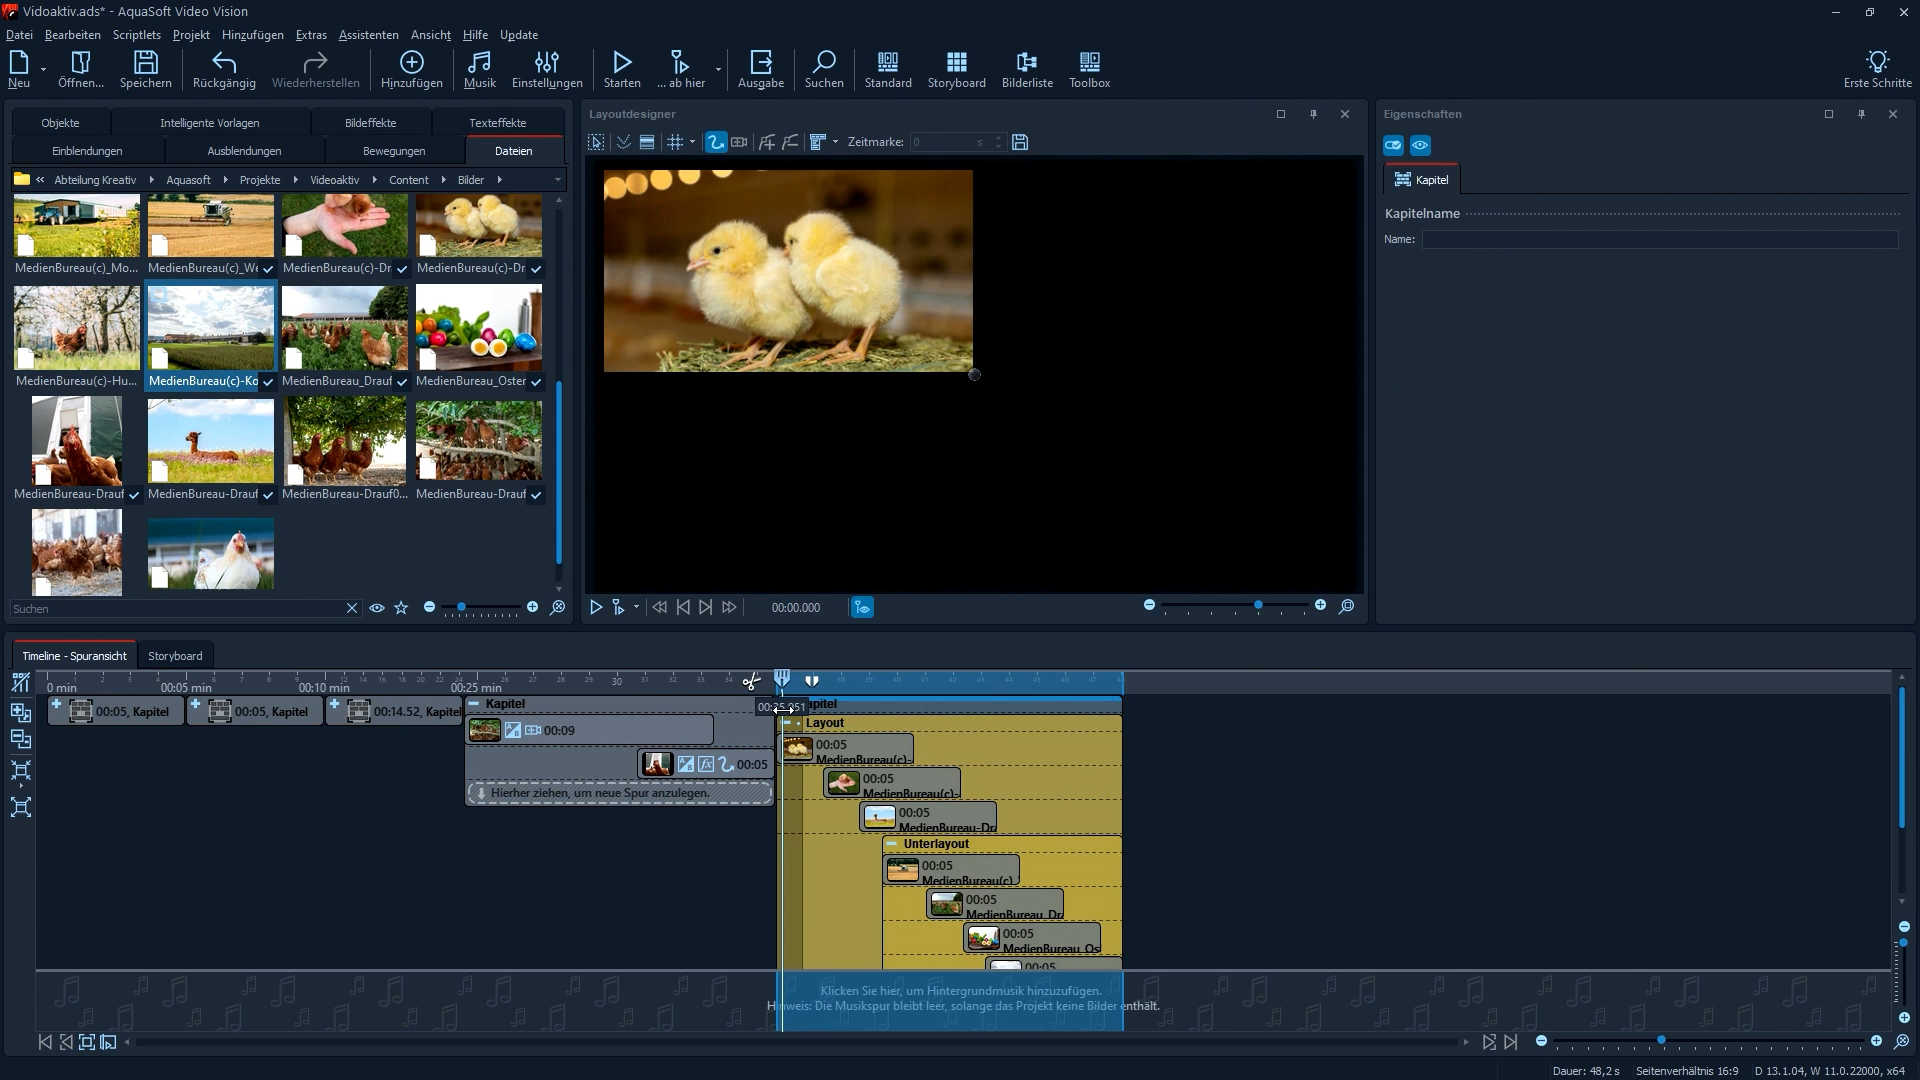 Vidoaktiv.ads* - AquaSoft Video Vision
Datei Bearbeiten Scriptlets Projekt Hinzufügen Extras Assistenten Ansicht Hilfe Update
Neu Öffnen... Speichern Rückgängig Wiederherstellen Hinzufügen Musik Einstellungen Starten ... ab hier Ausgabe Suchen Standard Storyboard Bilderliste Toolbox Erste Schritte
Objekte Intelligente Vorlagen Bildeffekte Texteffekte
Einblendungen Ausblendungen Bewegungen Dateien
« Abteilung Kreativ Aquasoft Projekte Videoaktiv Content Bilder
MedienBureau(c)_Mo... MedienBureau(c)_We MedienBureau(c)-Dr MedienBureau(c)-Dr
MedienBureau(c)-Hu... MedienBureau(c)-Ko MedienBureau_Drauf MedienBureau_Oster
MedienBureau-Drauf MedienBureau-Drauf MedienBureau-Drauf0... MedienBureau-Drauf
Suchen
Layoutdesigner
Zeitmarke: 0 s
00:00.000
Eigenschaften
Kapitel
Kapitelname
Name:
Timeline - Spuransicht Storyboard
0 min 00:05 min 00:10 min 00:25 min 30
00:05, Kapitel 00:05, Kapitel 00:14.52, Kapitel
Kapitel
00:09
00:05
Hierher ziehen, um neue Spur anzulegen.
apitel
Layout
00:05
MedienBureau(c)-
00:05
MedienBureau(c)-
00:05
MedienBureau-Dra
Unterlayout
00:05
MedienBureau(c)
00:05
MedienBureau_Dra
00:05
MedienBureau_Ost
00:05
Klicken Sie hier, um Hintergrundmusik hinzuzufügen.
Hinweis: Die Musikspur bleibt leer, solange das Projekt keine Bilder enthält.
Dauer: 48,2 s Seitenverhältnis 16:9 D 13.1.04, W 11.0.22000, x64